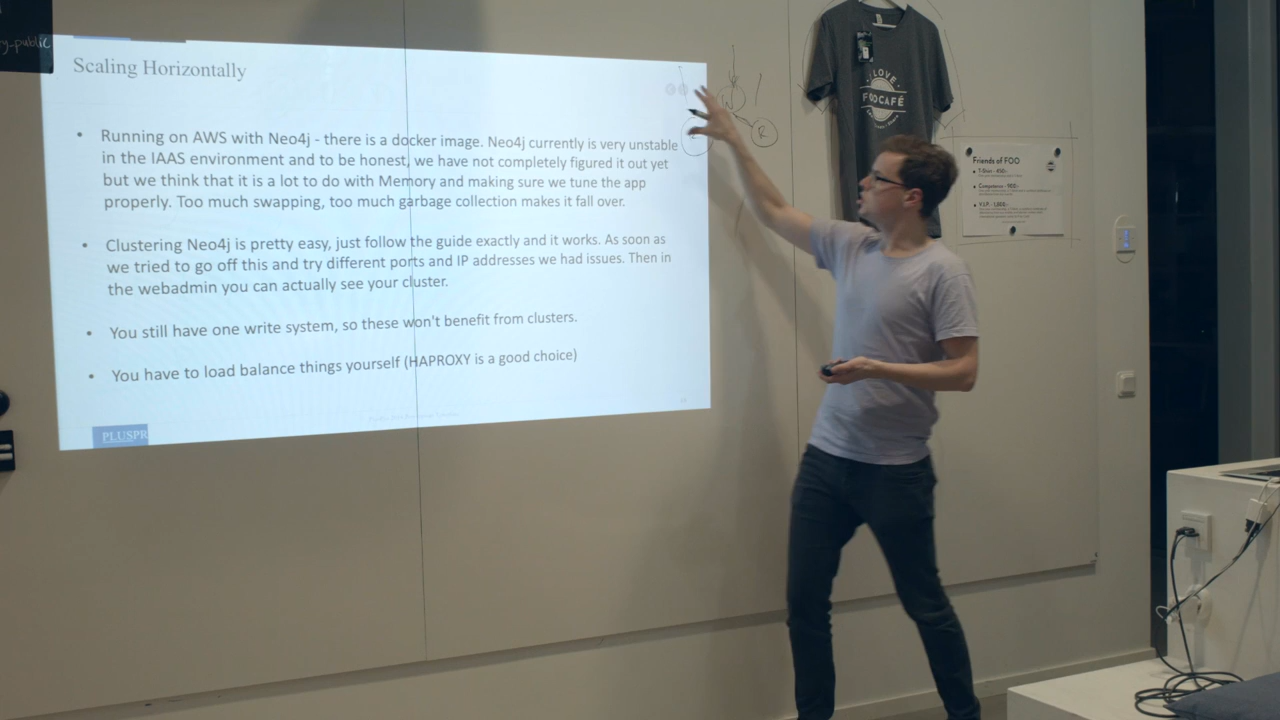 y_public
Scaling Horizontally
• Running on AWS with Neo4j - there is a docker image. Neo4j currently is very unstable
in the IAAS environment and to be honest, we have not completely figured it out yet
but we think that it is a lot to do with Memory and making sure we tune the app
properly. Too much swapping, too much garbage collection makes it fall over.
• Clustering Neo4j is pretty easy, just follow the guide exactly and it works. As soon as
we tried to go off this and try different ports and IP addresses we had issues. Then in
the webadmin you can actually see your cluster.
• You still have one write system, so these won't benefit from clusters.
• You have to load balance things yourself (HAPROXY is a good choice)
PLUSPR
W
R
I LOVE
FOOCAFÉ
Friends of FOO